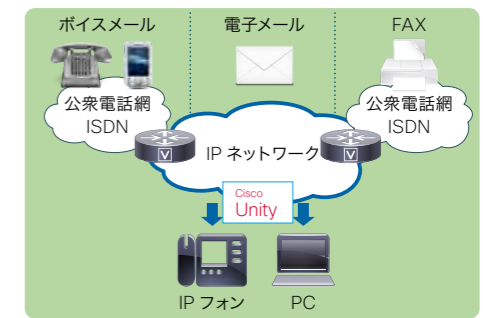 ボイスメール
電子メール
FAX
公衆電話網
ISDN
公衆電話網
ISDN
V
IP ネットワーク
V
Cisco
Unity
IP フォン
PC